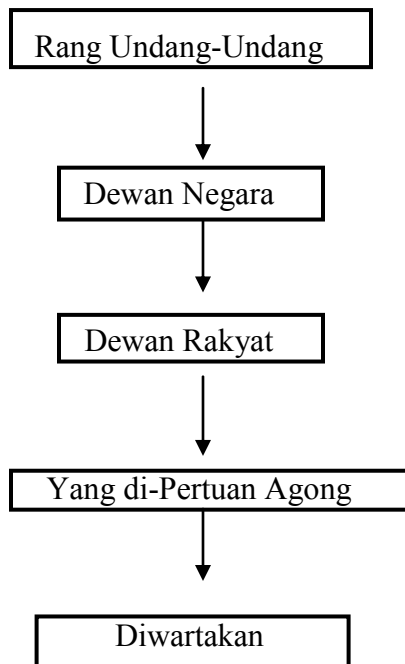 Rang Undang-Undang
Dewan Negara
Dewan Rakyat
Yang di-Pertuan Agong
Diwartakan